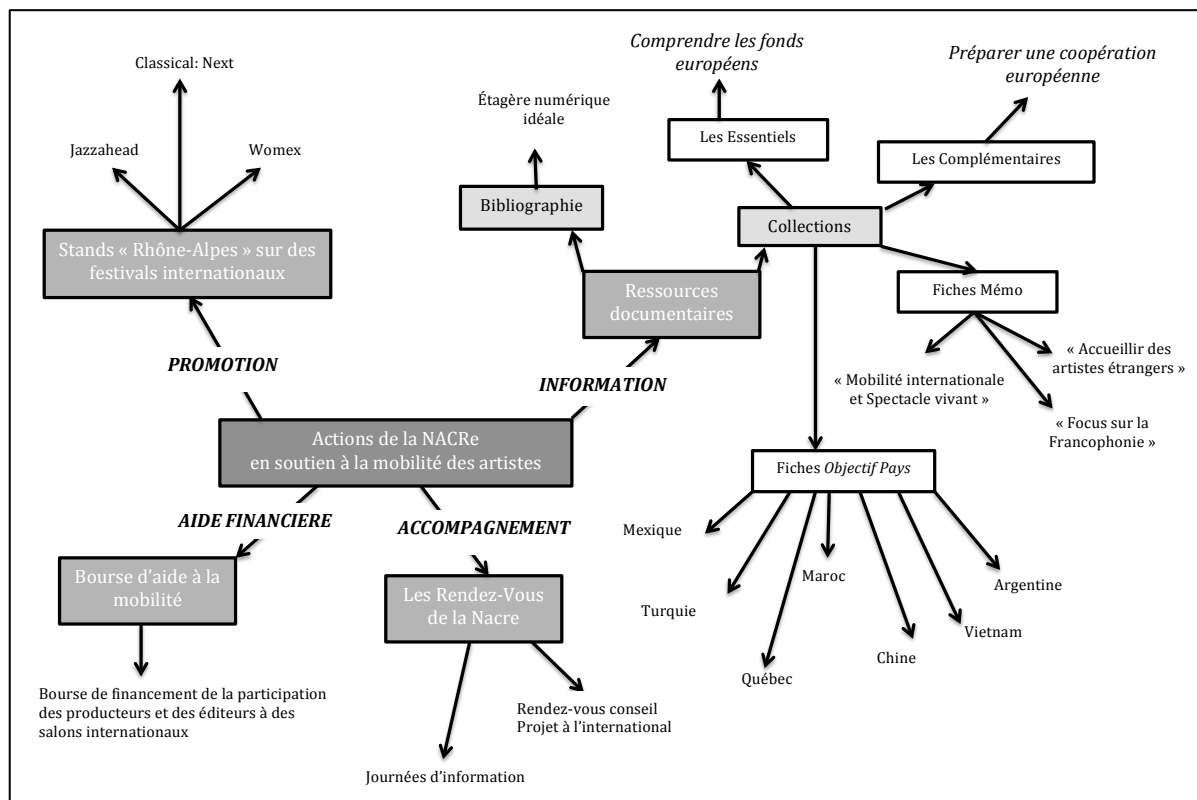 Comprendre les fonds
européens
Préparer une coopération
européenne
Classical: Next
Étagère numérique
idéale
Jazzahead
Womex
Les Essentiels
Les Complémentaires
Bibliographie
Collections
Stands « Rhône-Alpes » sur des
festivals internationaux
Ressources
documentaires
Fiches Mémo
PROMOTION
INFORMATION
« Accueillir des
artistes étrangers »
« Mobilité internationale
et Spectacle vivant »
« Focus sur la
Francophonie »
Actions de la NACRe
en soutien à la mobilité des artistes
Fiches Objectif Pays
AIDE FINANCIERE
ACCOMPAGNEMENT
Mexique
Maroc
Argentine
Turquie
Vietnam
Chine
Québec
Bourse d'aide à la
mobilité
Les Rendez-Vous
de la Nacre
Bourse de financement de la participation
des producteurs et des éditeurs à des
salons internationaux
Rendez-vous conseil
Projet à l'international
Journées d'information